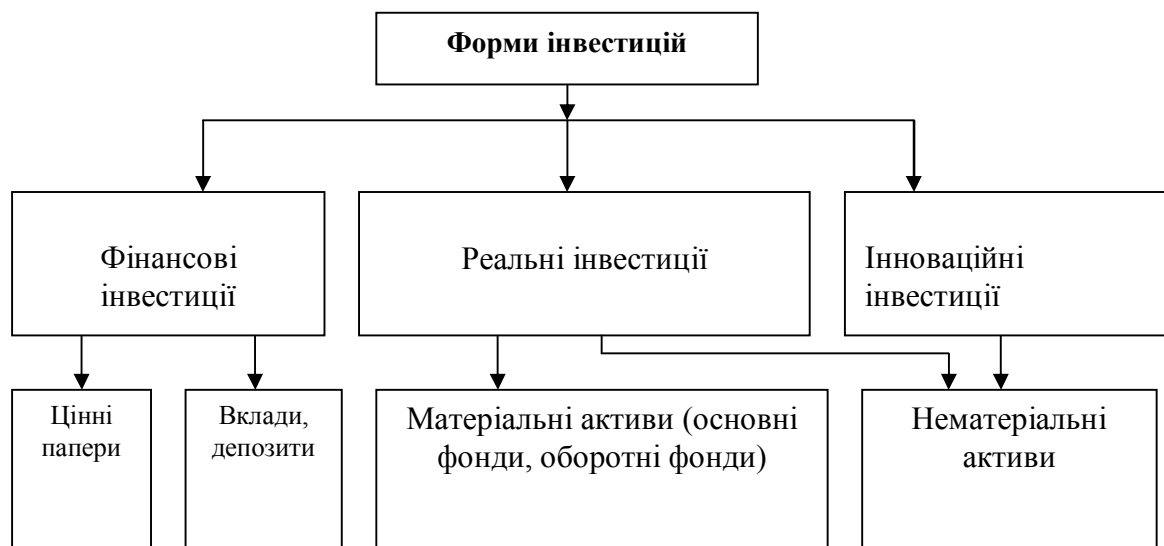 Форми інвестицій
Фінансові
інвестиції
Реальні інвестиції
Інноваційні
інвестиції
Цінні
папери
Вклади,
депозити
Матеріальні активи (основні
фонди, оборотні фонди)
Нематеріальні
активи